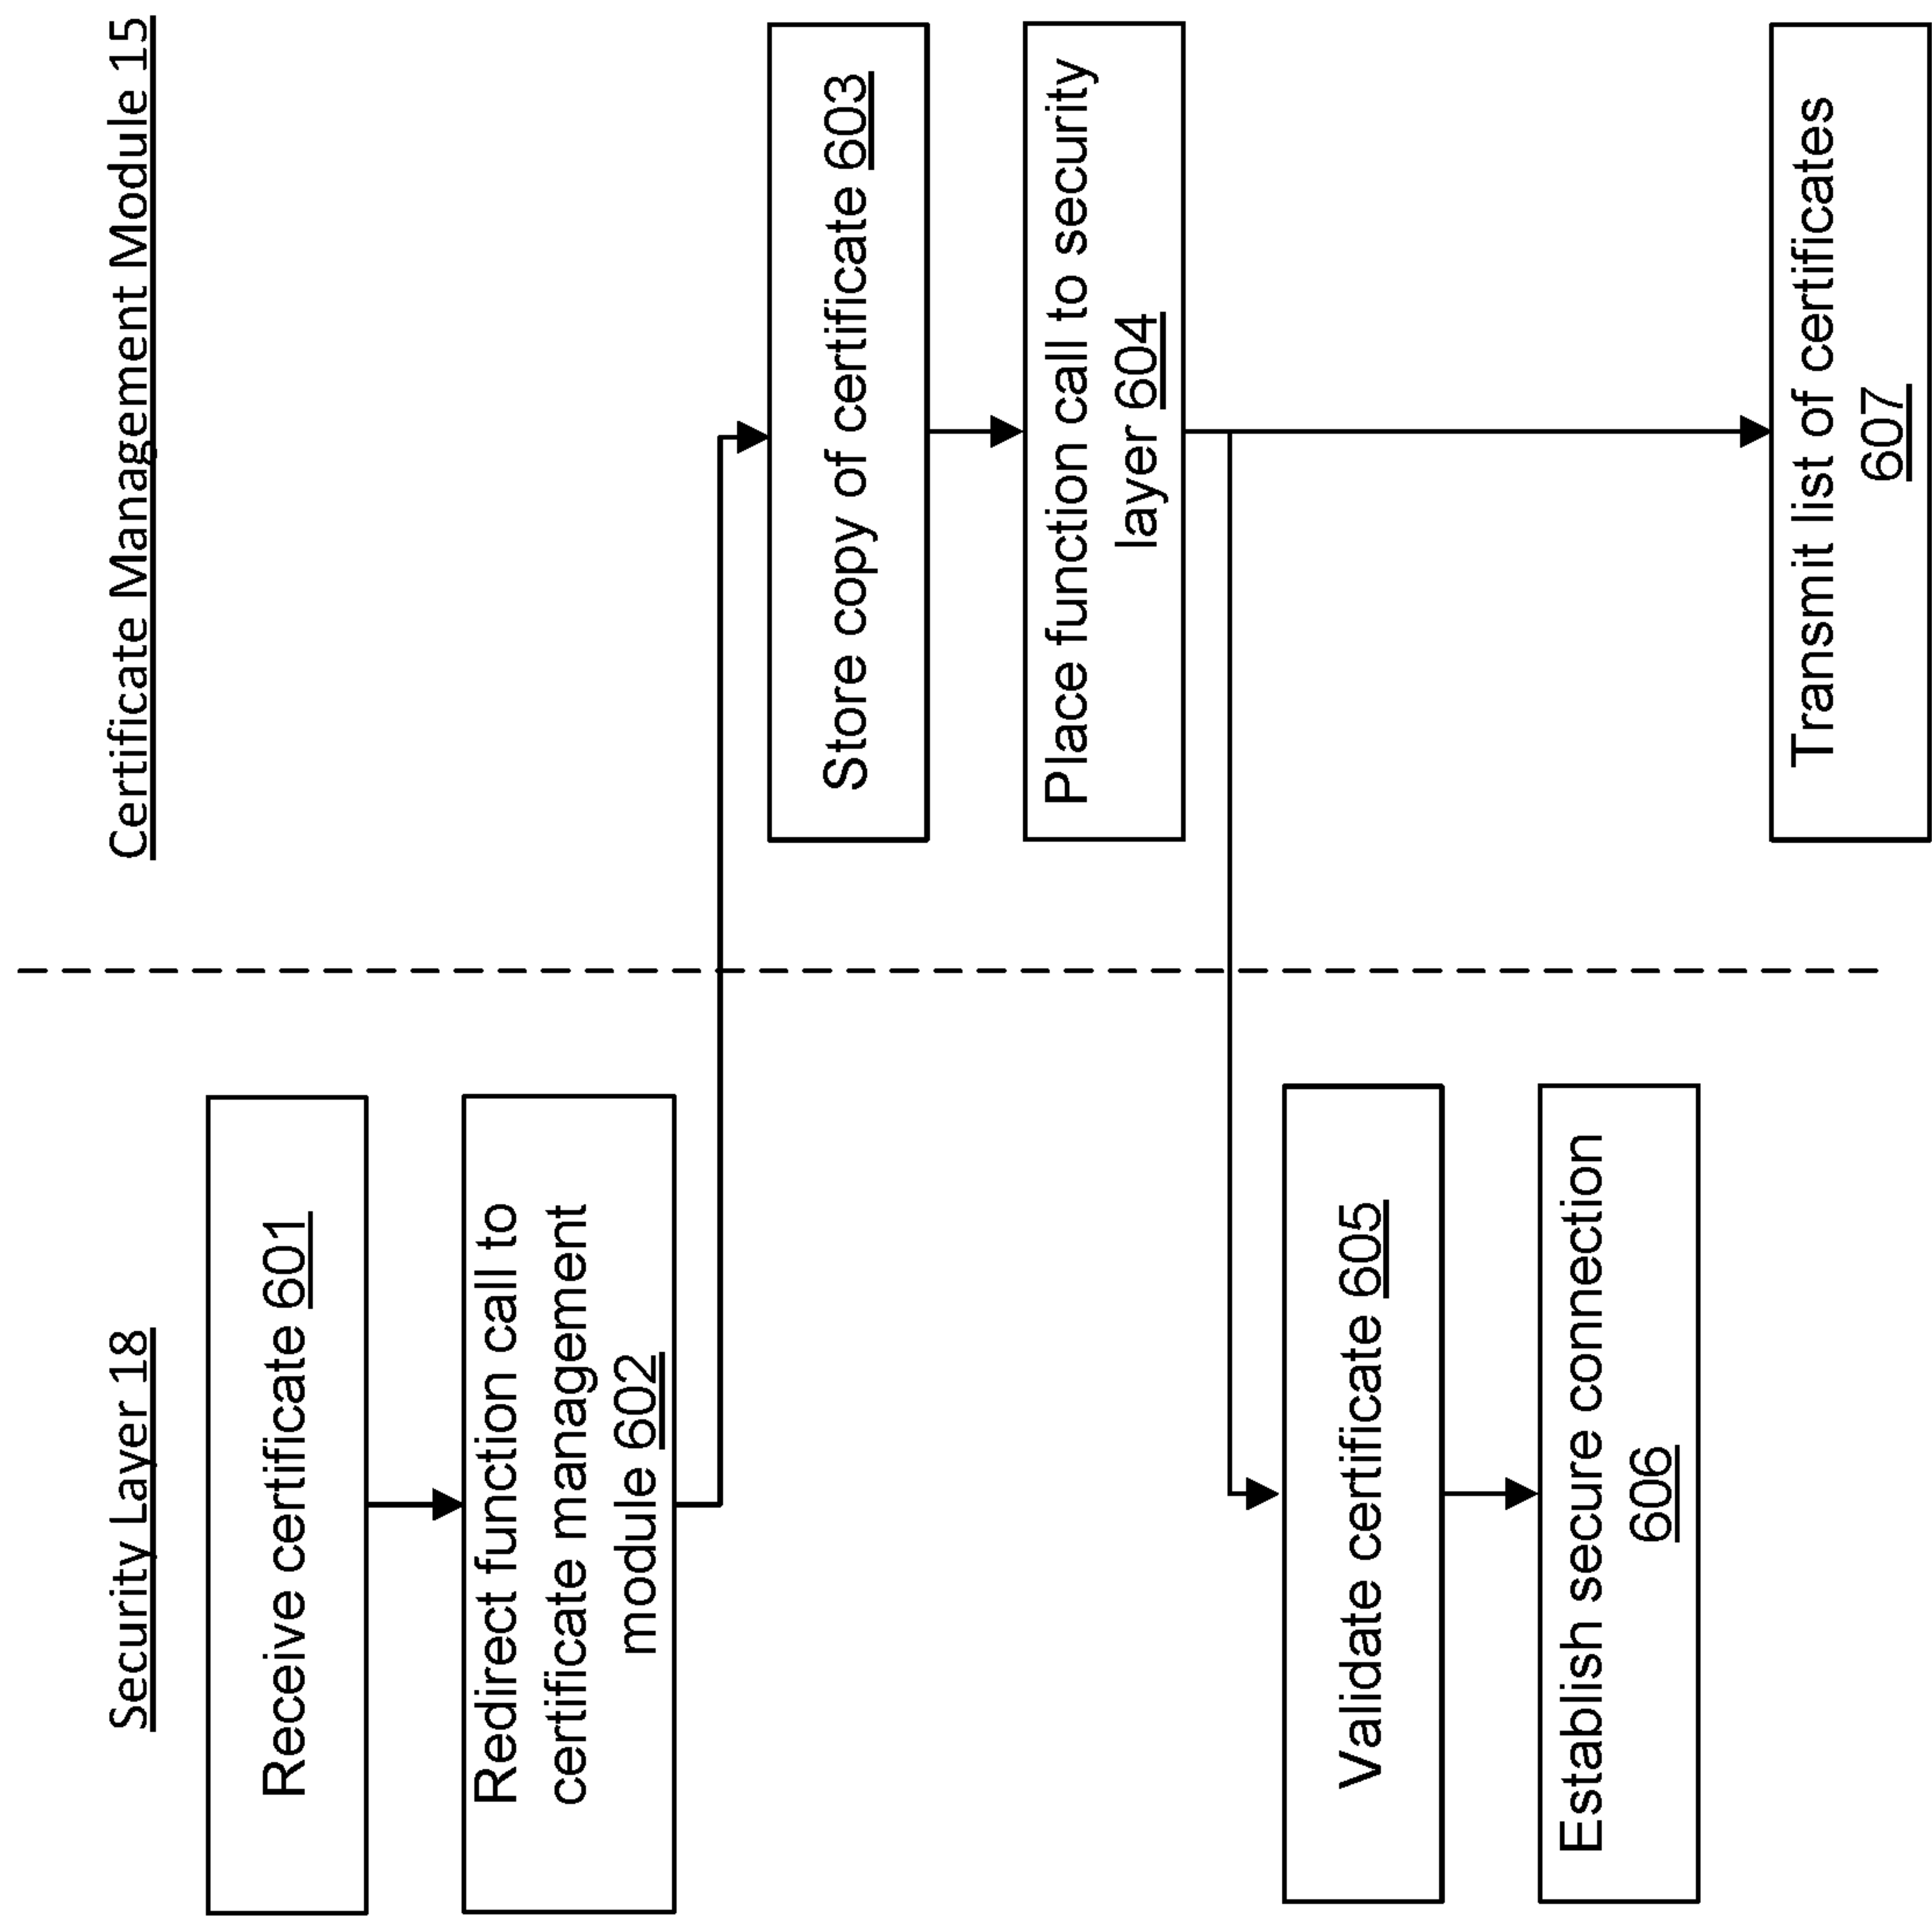 Security Layer 18
Certificate Management Module 15
Receive certificate 601
Redirect function call to
certificate management
module 602
Store copy of certificate 603
Place function call to security
layer 604
Validate certificate 605
Establish secure connection
606
Transmit list of certificates
607